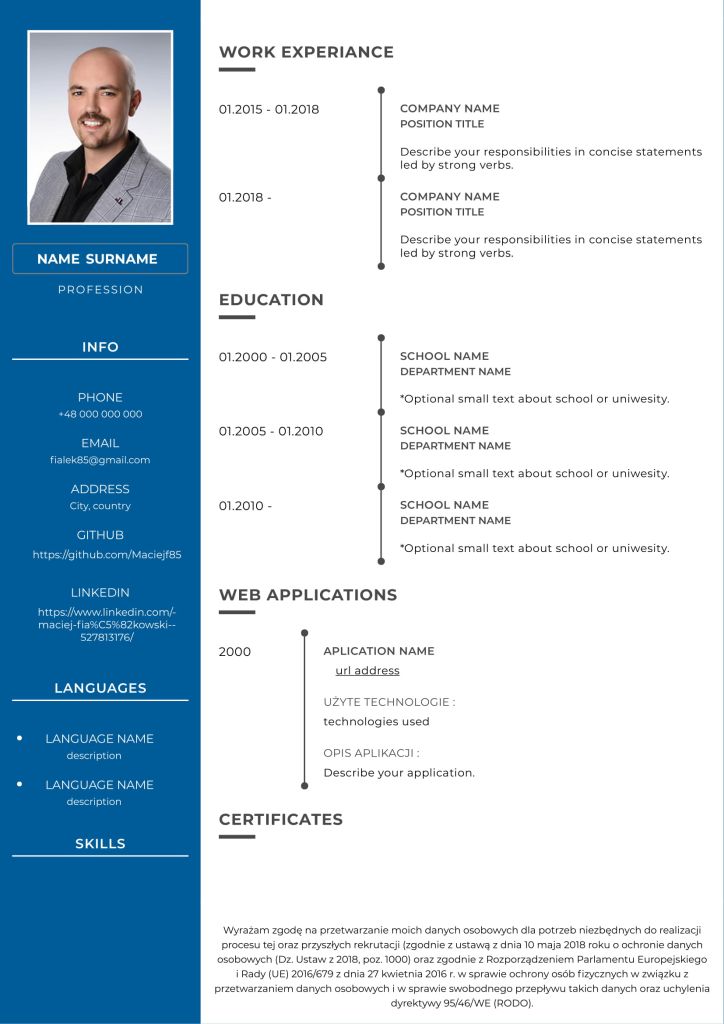 NAME SURNAME
PROFESSION
INFO
PHONE
+48 000 000 000
EMAIL
fialek85@gmail.com
ADDRESS
City, country
GITHUB
https://github.com/Maciejf85
LINKEDIN
https://www.linkedin.com/-
maciej-fia%C5%82kowski--
527813176/
LANGUAGES
• LANGUAGE NAME
description
• LANGUAGE NAME
description
SKILLS
WORK EXPERIANCE
01.2015 - 01.2018
COMPANY NAME
POSITION TITLE
Describe your responsibilities in concise statements
led by strong verbs.
01.2018 -
COMPANY NAME
POSITION TITLE
Describe your responsibilities in concise statements
led by strong verbs.
EDUCATION
01.2000 - 01.2005
SCHOOL NAME
DEPARTMENT NAME
*Optional small text about school or uniwesity.
01.2005 - 01.2010
SCHOOL NAME
DEPARTMENT NAME
*Optional small text about school or uniwesity.
01.2010 -
SCHOOL NAME
DEPARTMENT NAME
*Optional small text about school or uniwesity.
WEB APPLICATIONS
2000
APLICATION NAME
url address
UŻYTE TECHNOLOGIE :
technologies used
OPIS APLIKACJI :
Describe your application.
CERTIFICATES
Wyrażam zgodę na przetwarzanie moich danych osobowych dla potrzeb niezbędnych do realizacji
procesu tej oraz przyszłych rekrutacji (zgodnie z ustawą z dnia 10 maja 2018 roku o ochronie danych
osobowych (Dz. Ustaw z 2018, poz. 1000) oraz zgodnie z Rozporządzeniem Parlamentu Europejskiego
i Rady (UE) 2016/679 z dnia 27 kwietnia 2016 r. w sprawie ochrony osób fizycznych w związku z
przetwarzaniem danych osobowych i w sprawie swobodnego przepływu takich danych oraz uchylenia
dyrektywy 95/46/WE (RODO).